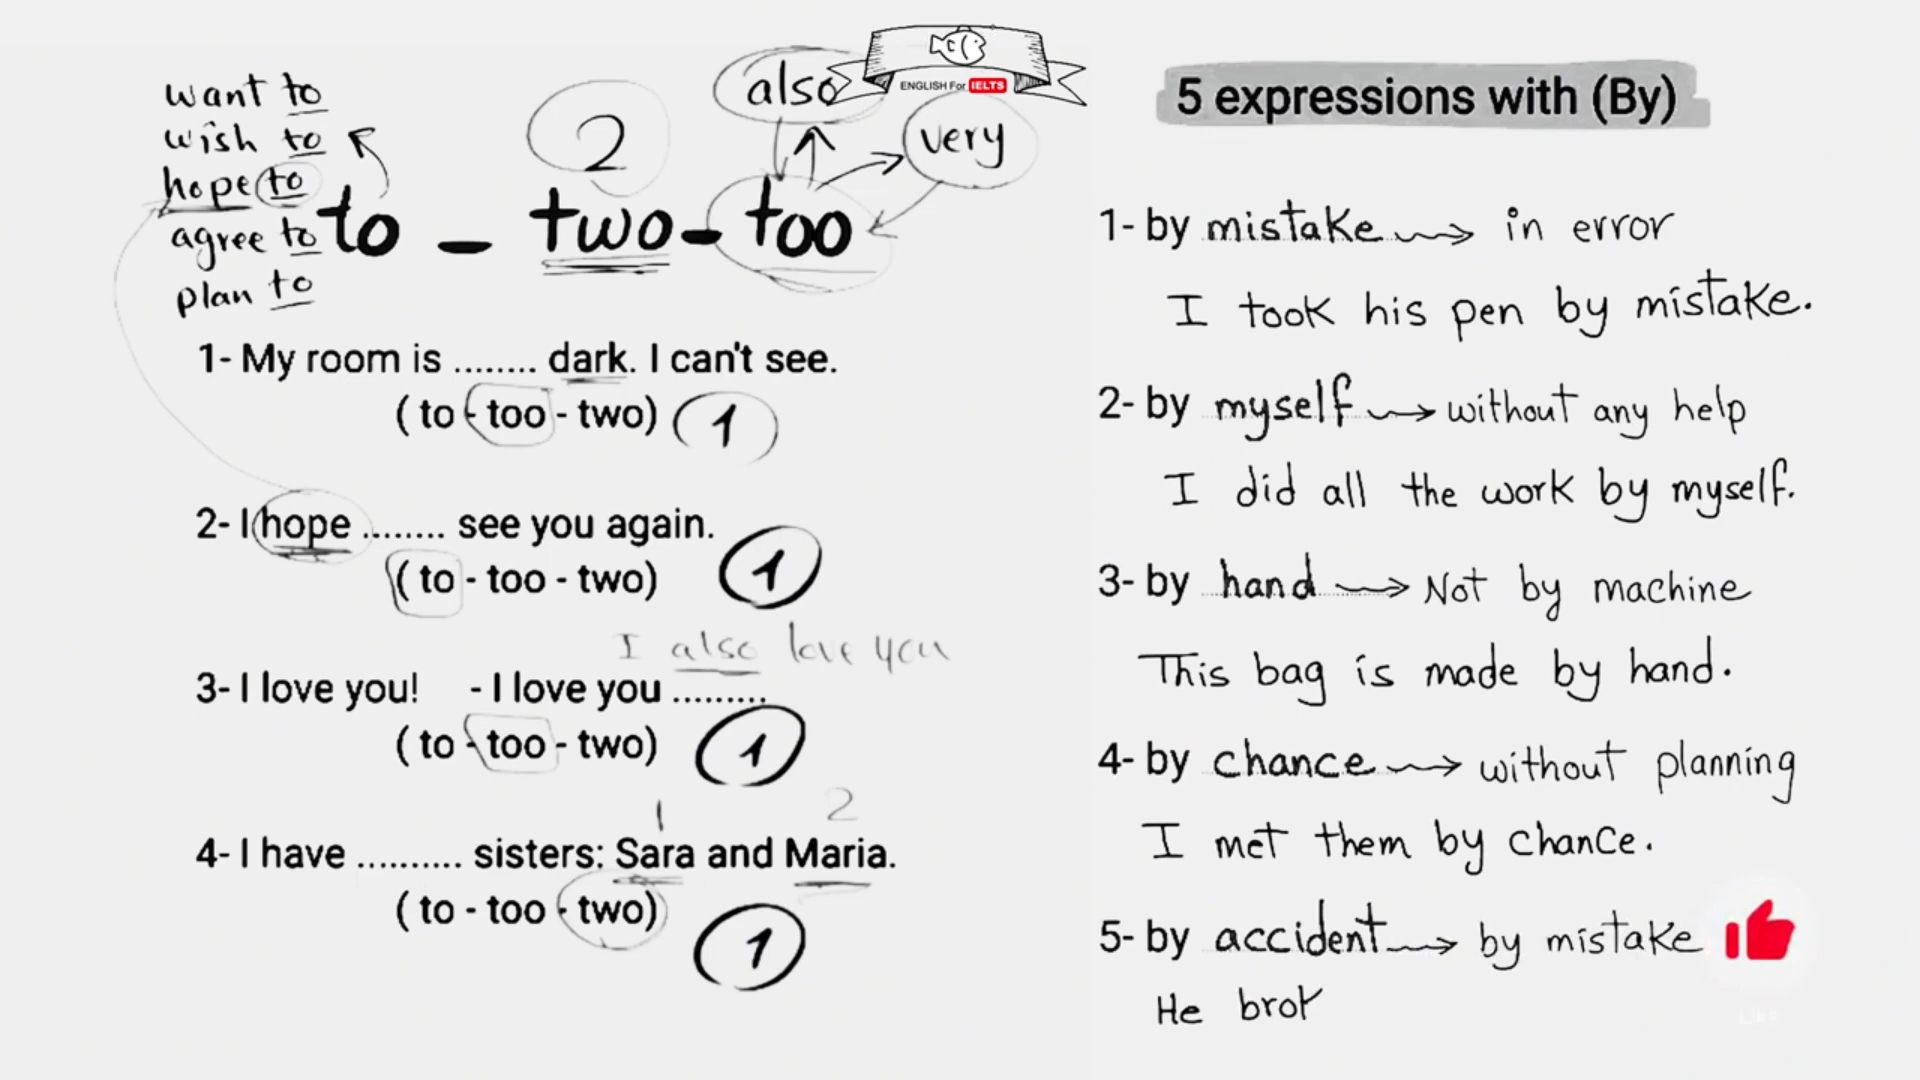 ENGLISH For IELTS
want to
wish to
hope to
agree to
plan to
2
also
very
to - two - too
1- My room is ........ dark. I can't see.
( to - too - two) 1
2- I hope ........ see you again.
( to - too - two) 1
I also love you
3- I love you! - I love you .........
( to - too - two) 1
1 2
4- I have .......... sisters: Sara and Maria.
( to - too - two) 1
5 expressions with (By)
1- by mistake → in error
I took his pen by mistake.
2- by myself → without any help
I did all the work by myself.
3- by hand → Not by machine
This bag is made by hand.
4- by chance → without planning
I met them by chance.
5- by accident → by mistake
He brok